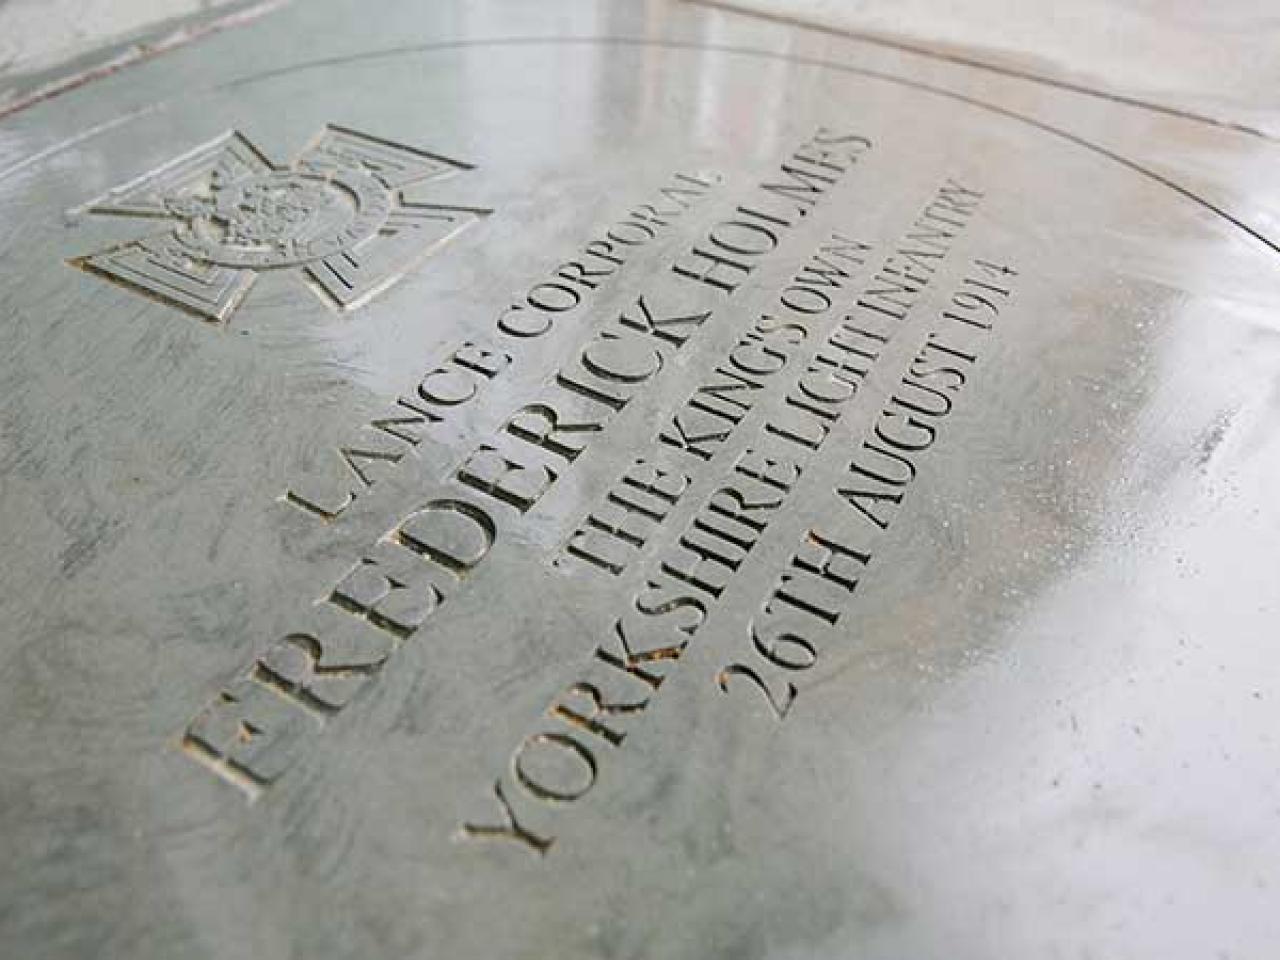 LANCE CORPORAL
FREDERICK HOLMES
THE KING'S OWN
YORKSHIRE LIGHT INFANTRY
26TH AUGUST 1914